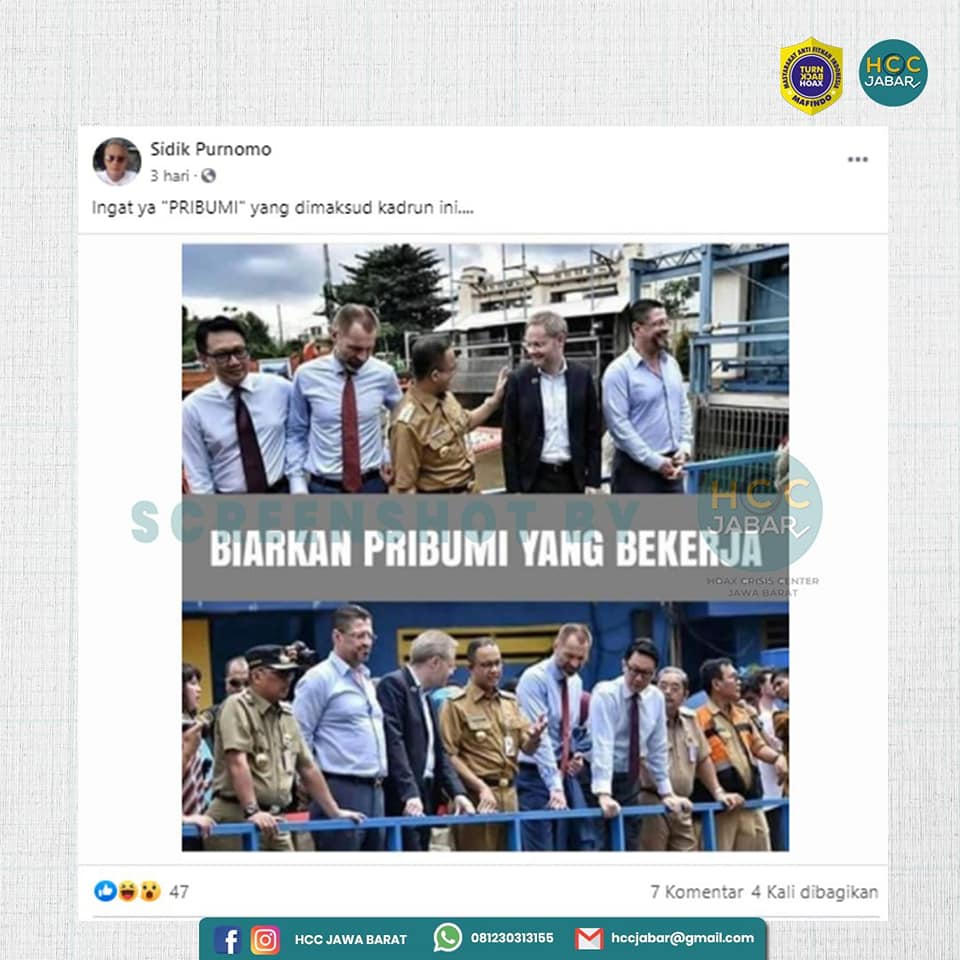 MASYARAKAT ANTI FITNAH INDONESIA
TURN
BACK
HOAX
MAFINDO
HCC
JABAR
Sidik Purnomo
3 hari ·
Ingat ya "PRIBUMI" yang dimaksud kadrun ini....
SCREENSHOT BY
HCC
JABAR
HOAX CRISIS CENTER
JAWA BARAT
BIARKAN PRIBUMI YANG BEKERJA
47
7 Komentar 4 Kali dibagikan
HCC JAWA BARAT
081230313155
hccjabar@gmail.com